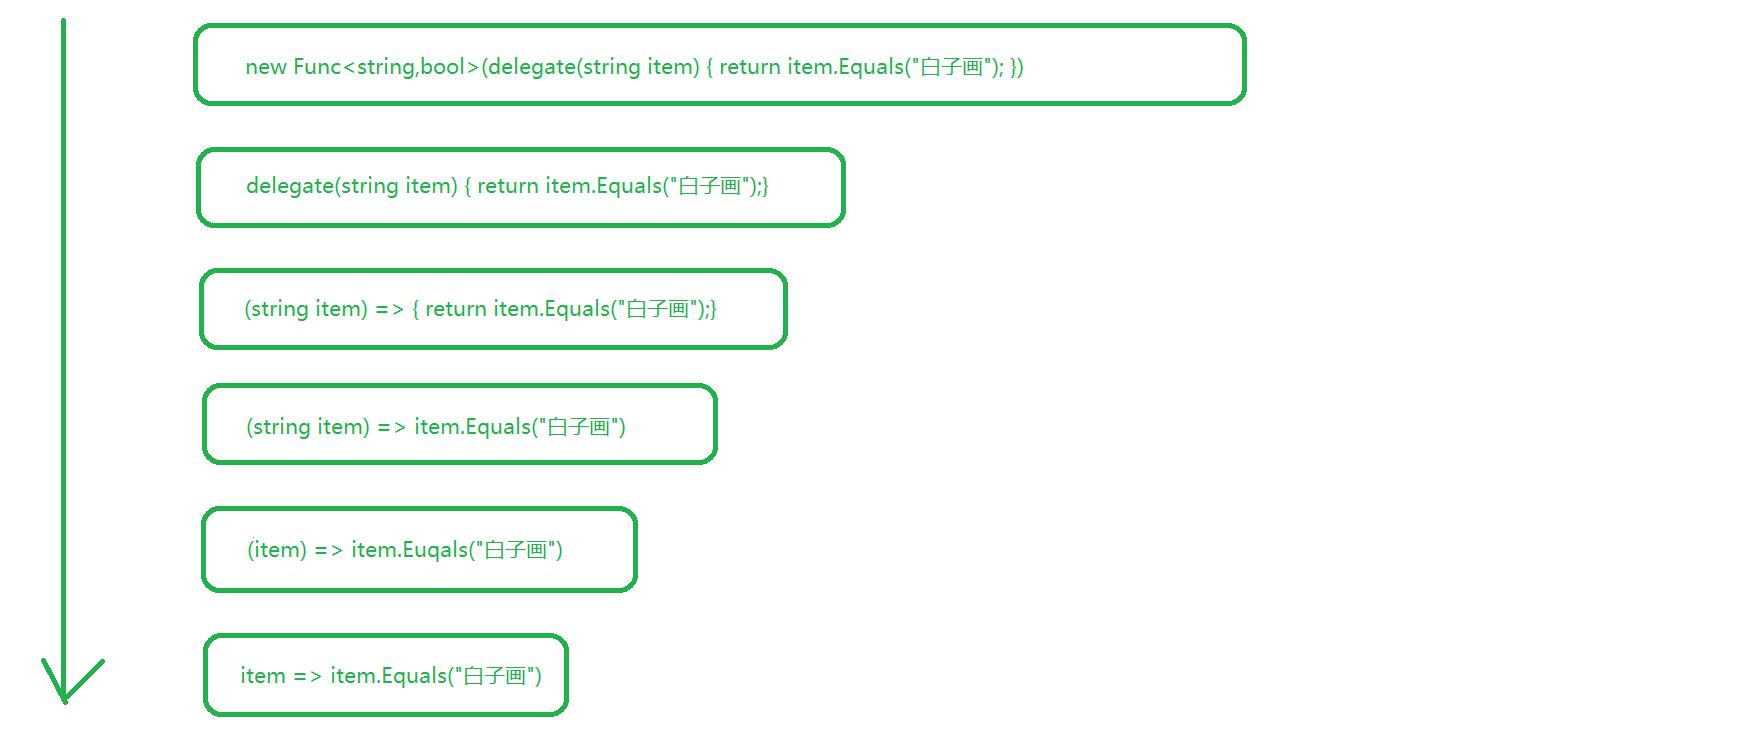 new Func<string,bool>(delegate(string item) { return item.Equals("白子画"); })
delegate(string item) { return item.Equals("白子画");}
(string item) => { return item.Equals("白子画");}
(string item) => item.Equals("白子画")
(item) => item.Euqals("白子画")
item => item.Equals("白子画")